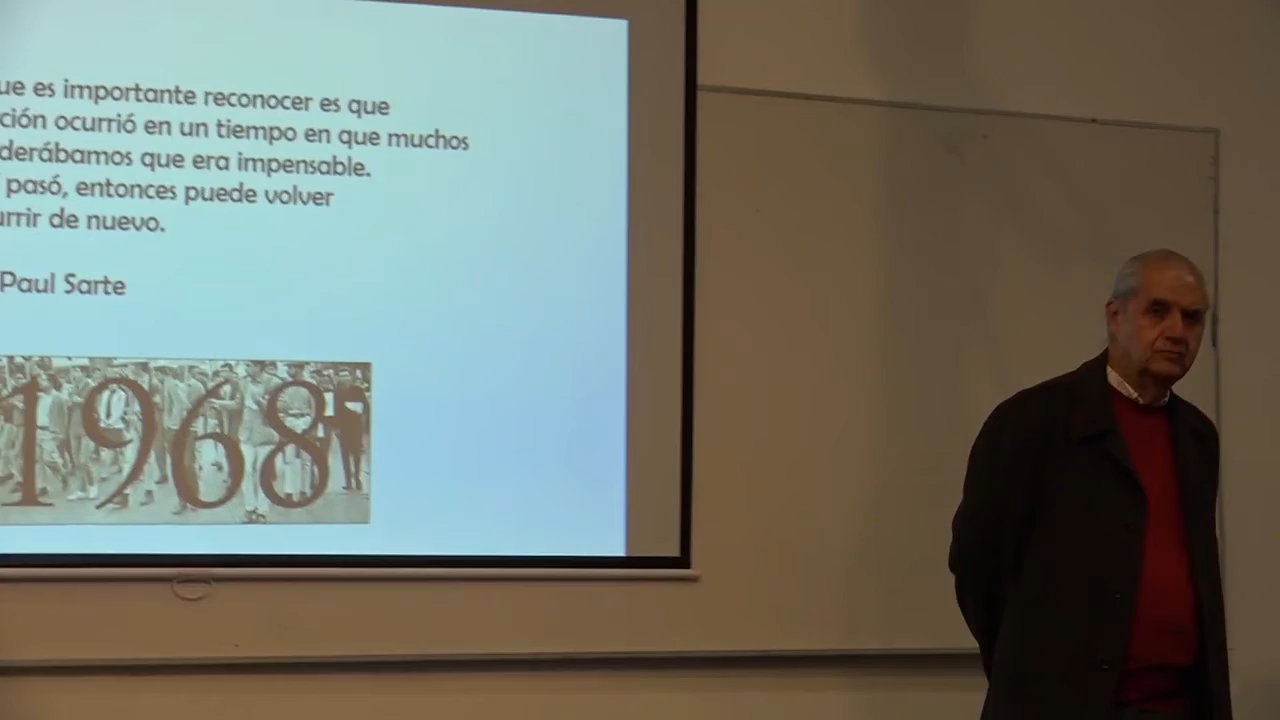 ue es importante reconocer es que
ción ocurrió en un tiempo en que muchos
derábamos que era impensable.
pasó, entonces puede volver
urrir de nuevo.
Paul Sarte
1968